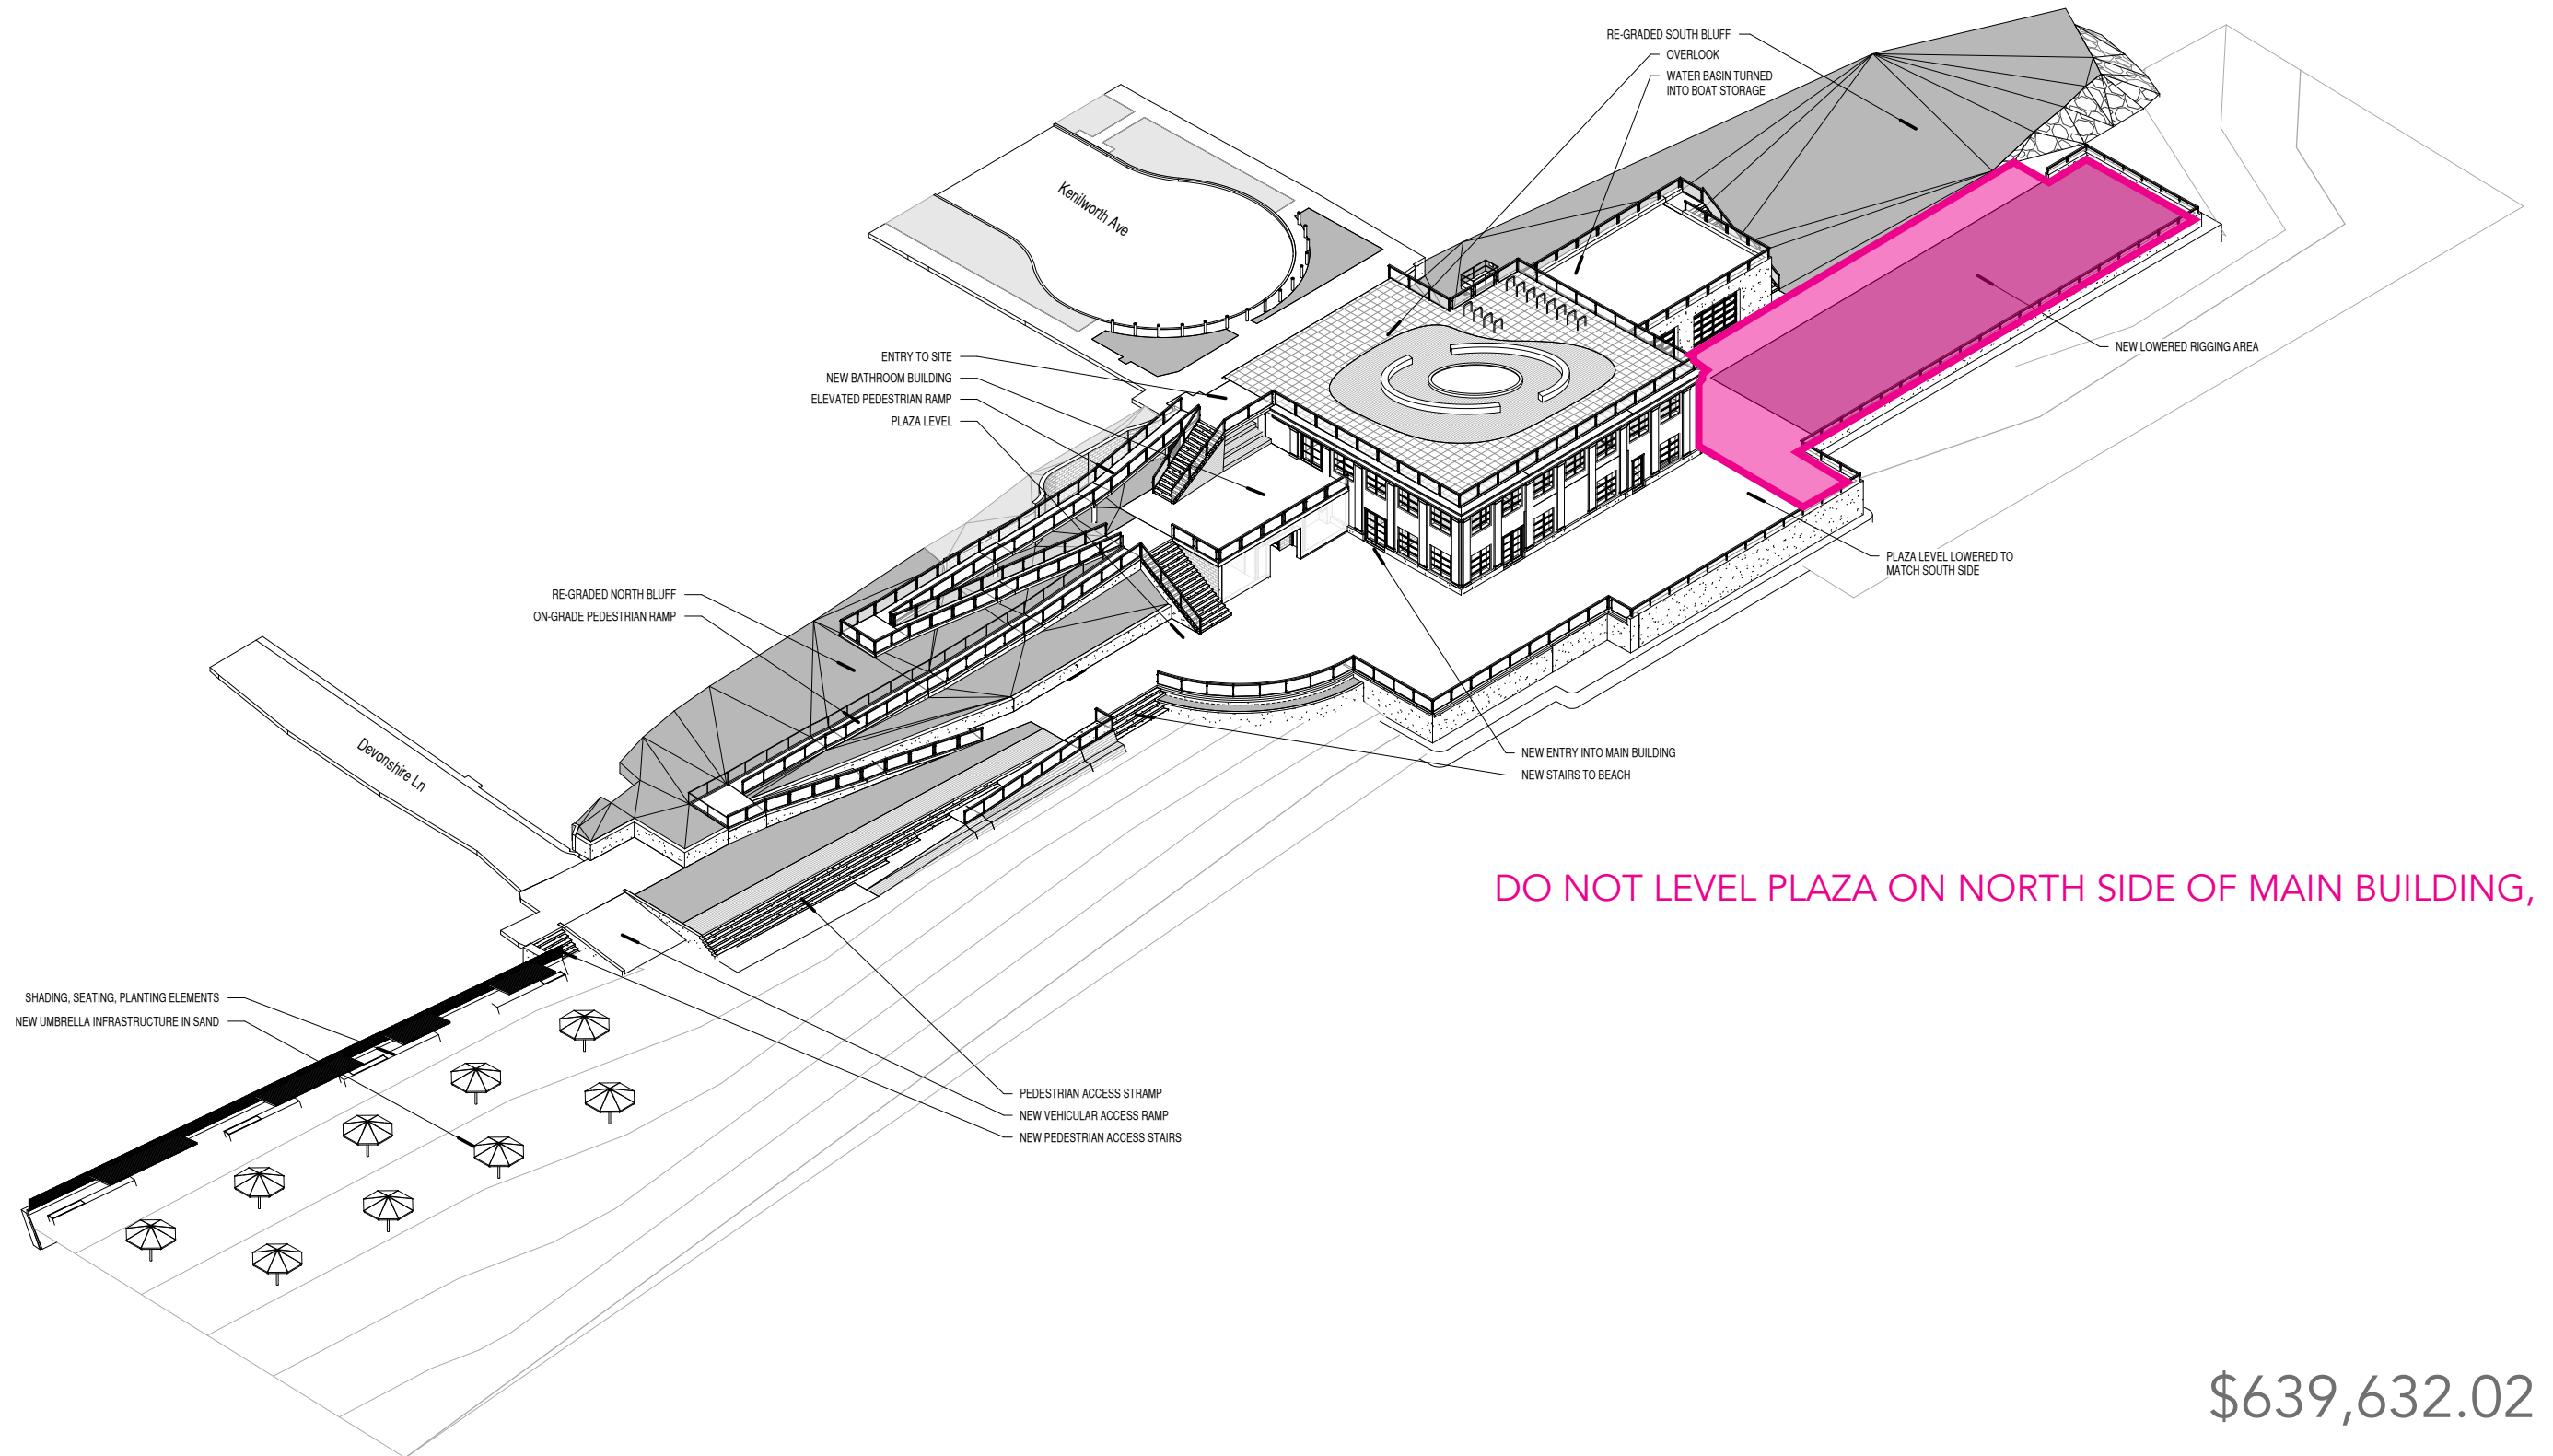 RE-GRADED SOUTH BLUFF
OVERLOOK
WATER BASIN TURNED
INTO BOAT STORAGE
Kenilworth Ave
ENTRY TO SITE
NEW BATHROOM BUILDING
ELEVATED PEDESTRIAN RAMP
PLAZA LEVEL
NEW LOWERED RIGGING AREA
PLAZA LEVEL LOWERED TO
MATCH SOUTH SIDE
RE-GRADED NORTH BLUFF
ON-GRADE PEDESTRIAN RAMP
Devonshire Ln
NEW ENTRY INTO MAIN BUILDING
NEW STAIRS TO BEACH
DO NOT LEVEL PLAZA ON NORTH SIDE OF MAIN BUILDING,
SHADING, SEATING, PLANTING ELEMENTS
NEW UMBRELLA INFRASTRUCTURE IN SAND
PEDESTRIAN ACCESS STRAMP
NEW VEHICULAR ACCESS RAMP
NEW PEDESTRIAN ACCESS STAIRS
$639,632.02